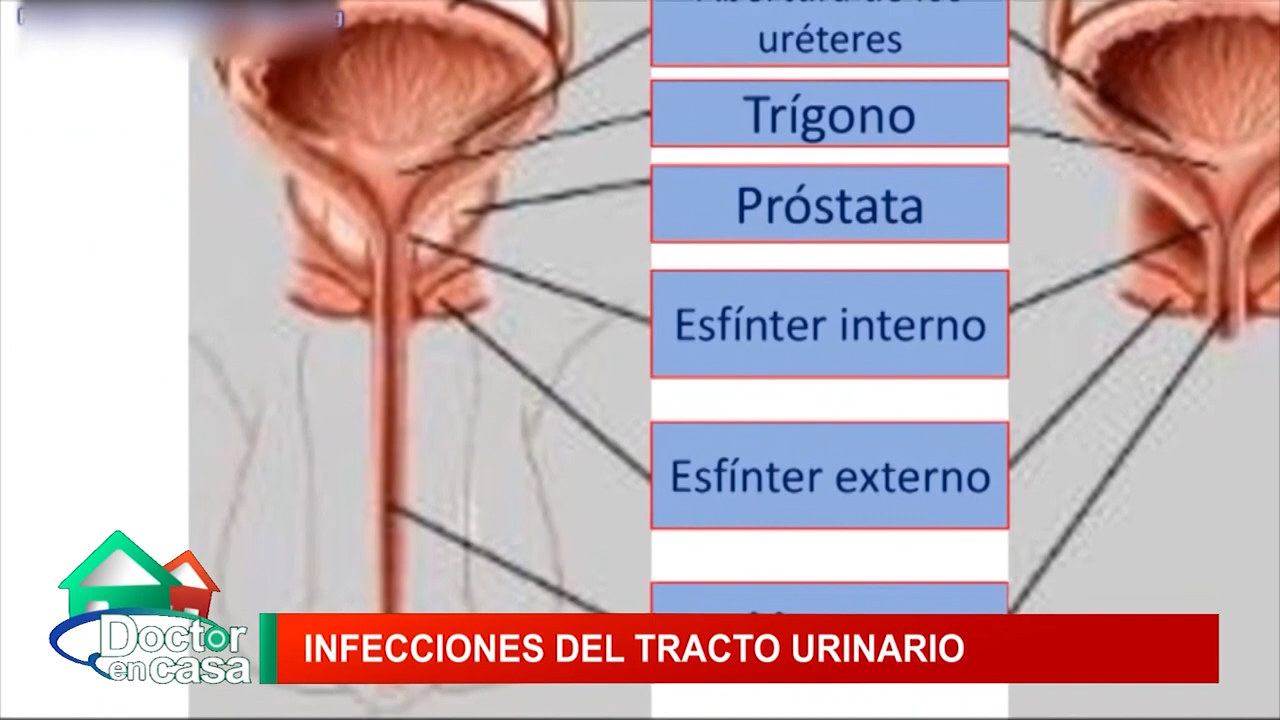 uréteres
Trígono
Próstata
Esfínter interno
Esfínter externo
Doctor
en casa
INFECCIONES DEL TRACTO URINARIO